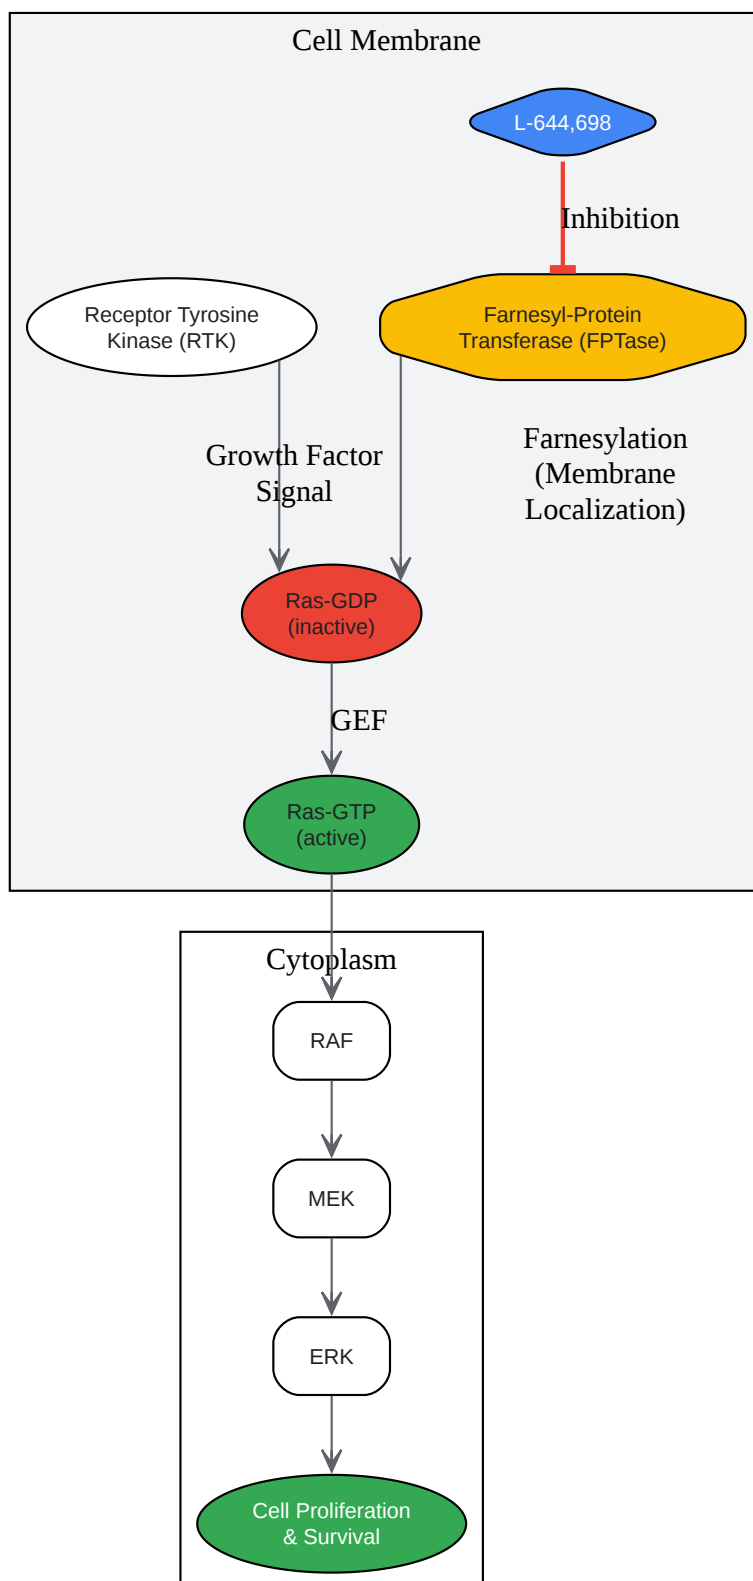 Cell Membrane
L-644,698
Inhibition
Receptor Tyrosine
Kinase (RTK)
Farnesyl-Protein
Transferase (FPTase)
Growth Factor
Signal
Farnesylation
(Membrane
Localization)
Ras-GDP
(inactive)
GEF
Ras-GTP
(active)
Cytoplasm
RAF
MEK
ERK
Cell Proliferation
& Survival